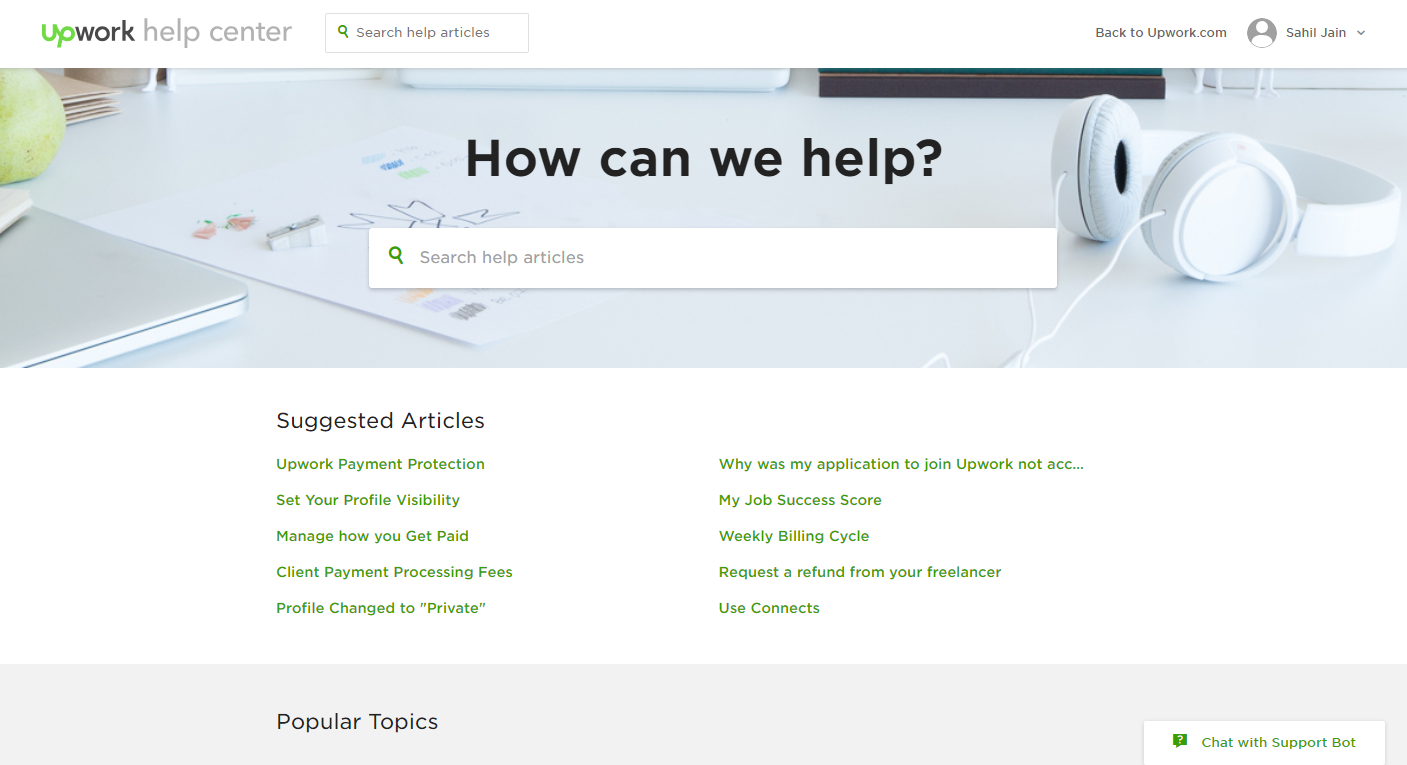 upwork help center
Search help articles
Back to Upwork.com
Sahil Jain
How can we help?
Search help articles
Suggested Articles
Upwork Payment Protection
Why was my application to join Upwork not acc...
Set Your Profile Visibility
My Job Success Score
Manage how you Get Paid
Weekly Billing Cycle
Client Payment Processing Fees
Request a refund from your freelancer
Profile Changed to "Private"
Use Connects
Popular Topics
Chat with Support Bot